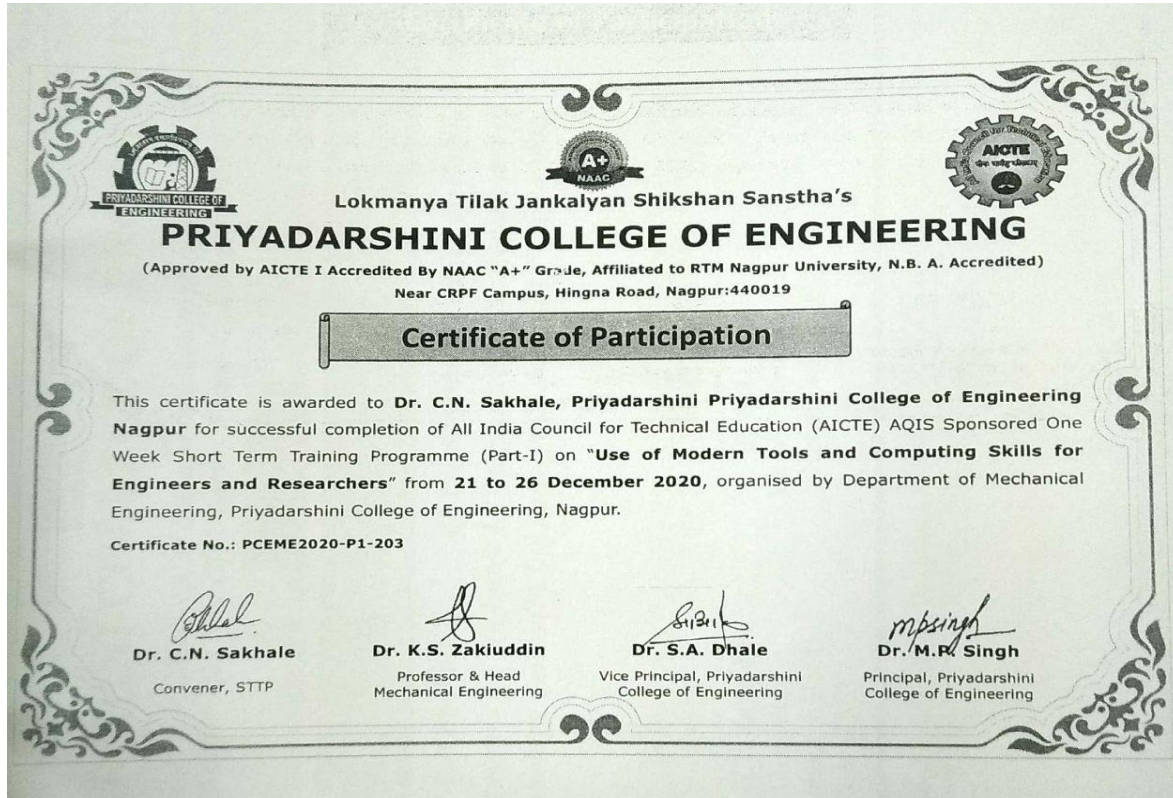 PRIYADARSHINI COLLEGE OF
ENGINEERING
A+
NAAC
AICTE
Lokmanya Tilak Jankalyan Shikshan Sanstha's
PRIYADARSHINI COLLEGE OF ENGINEERING
(Approved by AICTE I Accredited By NAAC "A+" Grade, Affiliated to RTM Nagpur University, N.B. A. Accredited)
Near CRPF Campus, Hingna Road, Nagpur:440019
Certificate of Participation
This certificate is awarded to Dr. C.N. Sakhale, Priyadarshini Priyadarshini College of Engineering
Nagpur for successful completion of All India Council for Technical Education (AICTE) AQIS Sponsored One
Week Short Term Training Programme (Part-I) on "Use of Modern Tools and Computing Skills for
Engineers and Researchers" from 21 to 26 December 2020, organised by Department of Mechanical
Engineering, Priyadarshini College of Engineering, Nagpur.
Certificate No.: PCEME2020-P1-203
mpsingh
Dr. C.N. Sakhale
Convener, STTP
Dr. K.S. Zakiuddin
Professor & Head
Mechanical Engineering
Dr. S.A. Dhale
Vice Principal, Priyadarshini
College of Engineering
Dr. M.P. Singh
Principal, Priyadarshini
College of Engineering